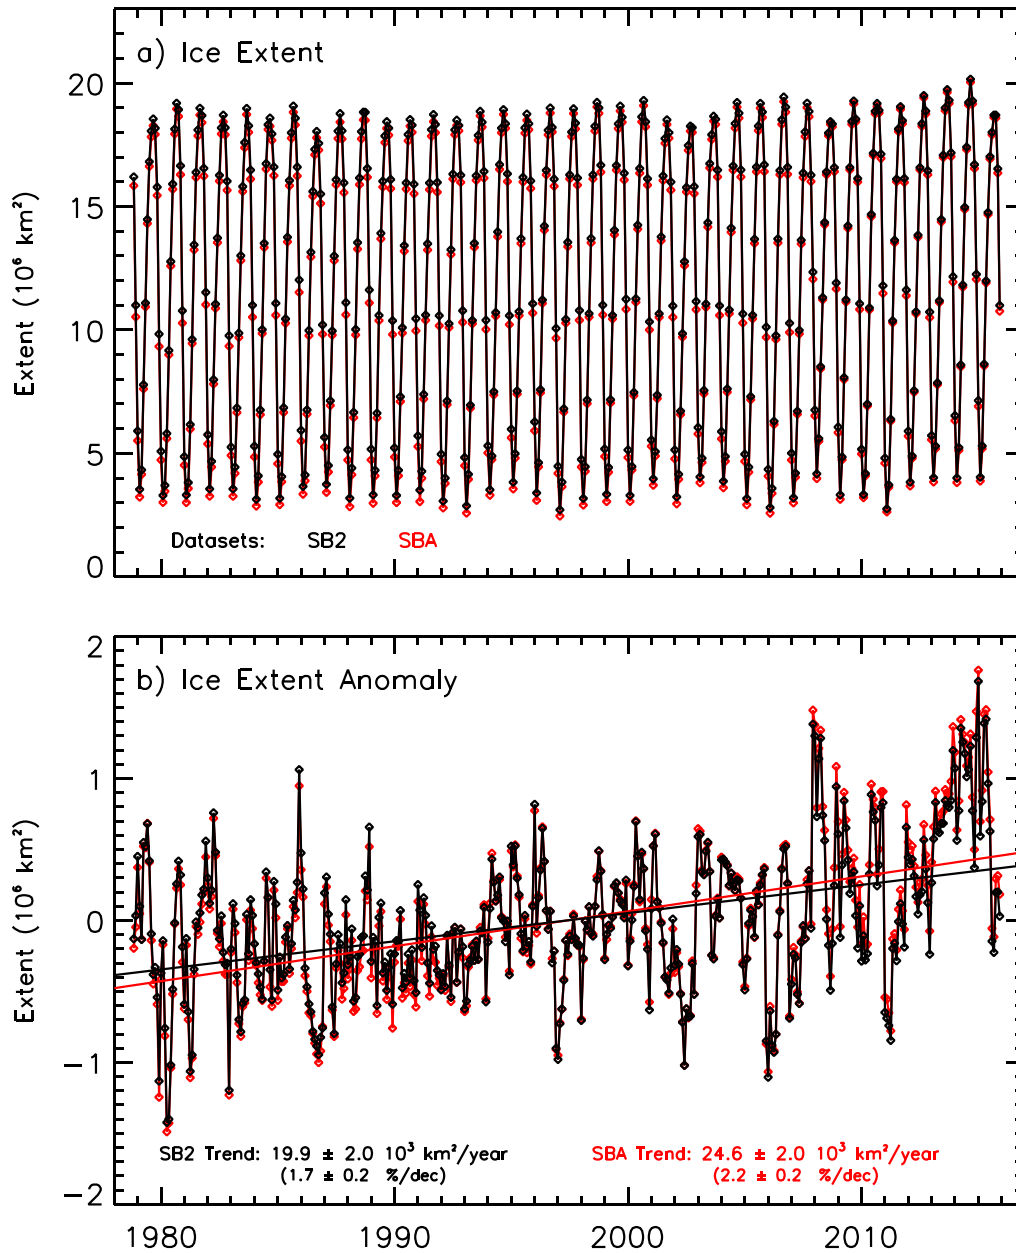 a) Ice Extent
20
15
10
5
0
Extent (10⁶ km²)
Datasets: SB2 SBA
b) Ice Extent Anomaly
2
1
0
−1
−2
Extent (10⁶ km²)
SB2 Trend: 19.9 ± 2.0 10³ km²/year
(1.7 ± 0.2 %/dec)
SBA Trend: 24.6 ± 2.0 10³ km²/year
(2.2 ± 0.2 %/dec)
1980 1990 2000 2010